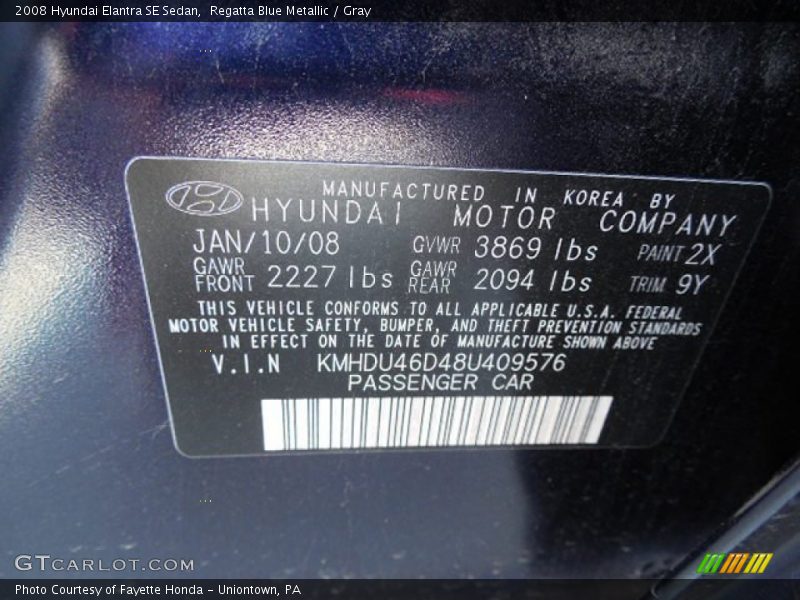 2008 Hyundai Elantra SE Sedan,  Regatta Blue Metallic / Gray
MANUFACTURED IN KOREA BY
HYUNDAI MOTOR COMPANY
JAN/10/08 GVWR 3869 lbs PAINT 2X
GAWR FRONT 2227 lbs GAWR REAR 2094 lbs TRIM 9Y
THIS VEHICLE CONFORMS TO ALL APPLICABLE U.S.A. FEDERAL
MOTOR VEHICLE SAFETY, BUMPER, AND THEFT PREVENTION STANDARDS
IN EFFECT ON THE DATE OF MANUFACTURE SHOWN ABOVE
V.I.N KMHDU46D48U409576
PASSENGER CAR
GTCARLOT.COM
Photo Courtesy of Fayette Honda - Uniontown, PA